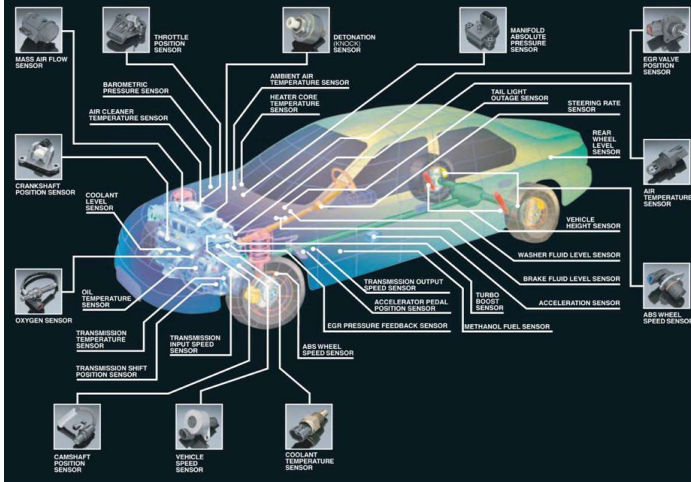 MASS AIR FLOW
SENSOR
THROTTLE
POSITION
SENSOR
DETONATION
(KNOCK)
SENSOR
MANIFOLD
ABSOLUTE
PRESSURE
SENSOR
EGR VALVE
POSITION
SENSOR
BAROMETRIC
PRESSURE SENSOR
AMBIENT AIR
TEMPERATURE SENSOR
HEATER CORE
TEMPERATURE
SENSOR
TAIL LIGHT
OUTAGE SENSOR
STEERING RATE
SENSOR
AIR CLEANER
TEMPERATURE SENSOR
REAR
WHEEL
LEVEL
SENSOR
CRANKSHAFT
POSITION SENSOR
COOLANT
LEVEL
SENSOR
AIR
TEMPERATURE
SENSOR
VEHICLE
HEIGHT SENSOR
WASHER FLUID LEVEL SENSOR
BRAKE FLUID LEVEL SENSOR
OIL
TEMPERATURE
SENSOR
OXYGEN SENSOR
TRANSMISSION OUTPUT
SPEED SENSOR
ACCELERATOR PEDAL
POSITION SENSOR
TURBO
BOOST
SENSOR
ACCELERATION SENSOR
ABS WHEEL
SPEED SENSOR
EGR PRESSURE FEEDBACK SENSOR
METHANOL FUEL SENSOR
TRANSMISSION
TEMPERATURE
SENSOR
TRANSMISSION
INPUT SPEED
SENSOR
ABS WHEEL
SPEED SENSOR
TRANSMISSION SHIFT
POSITION SENSOR
CAMSHAFT
POSITION
SENSOR
VEHICLE
SPEED
SENSOR
COOLANT
TEMPERATURE
SENSOR